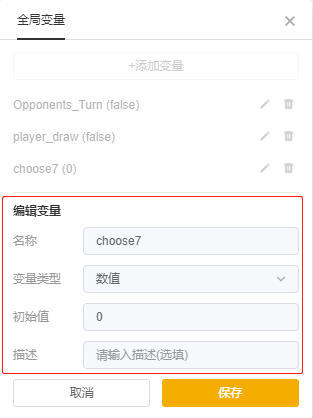 全局变量
+添加变量
Opponents_Turn (false)
player_draw (false)
choose7 (0)
编辑变量
名称 choose7
变量类型 数值
初始值 0
描述 请输入描述(选填)
取消 保存